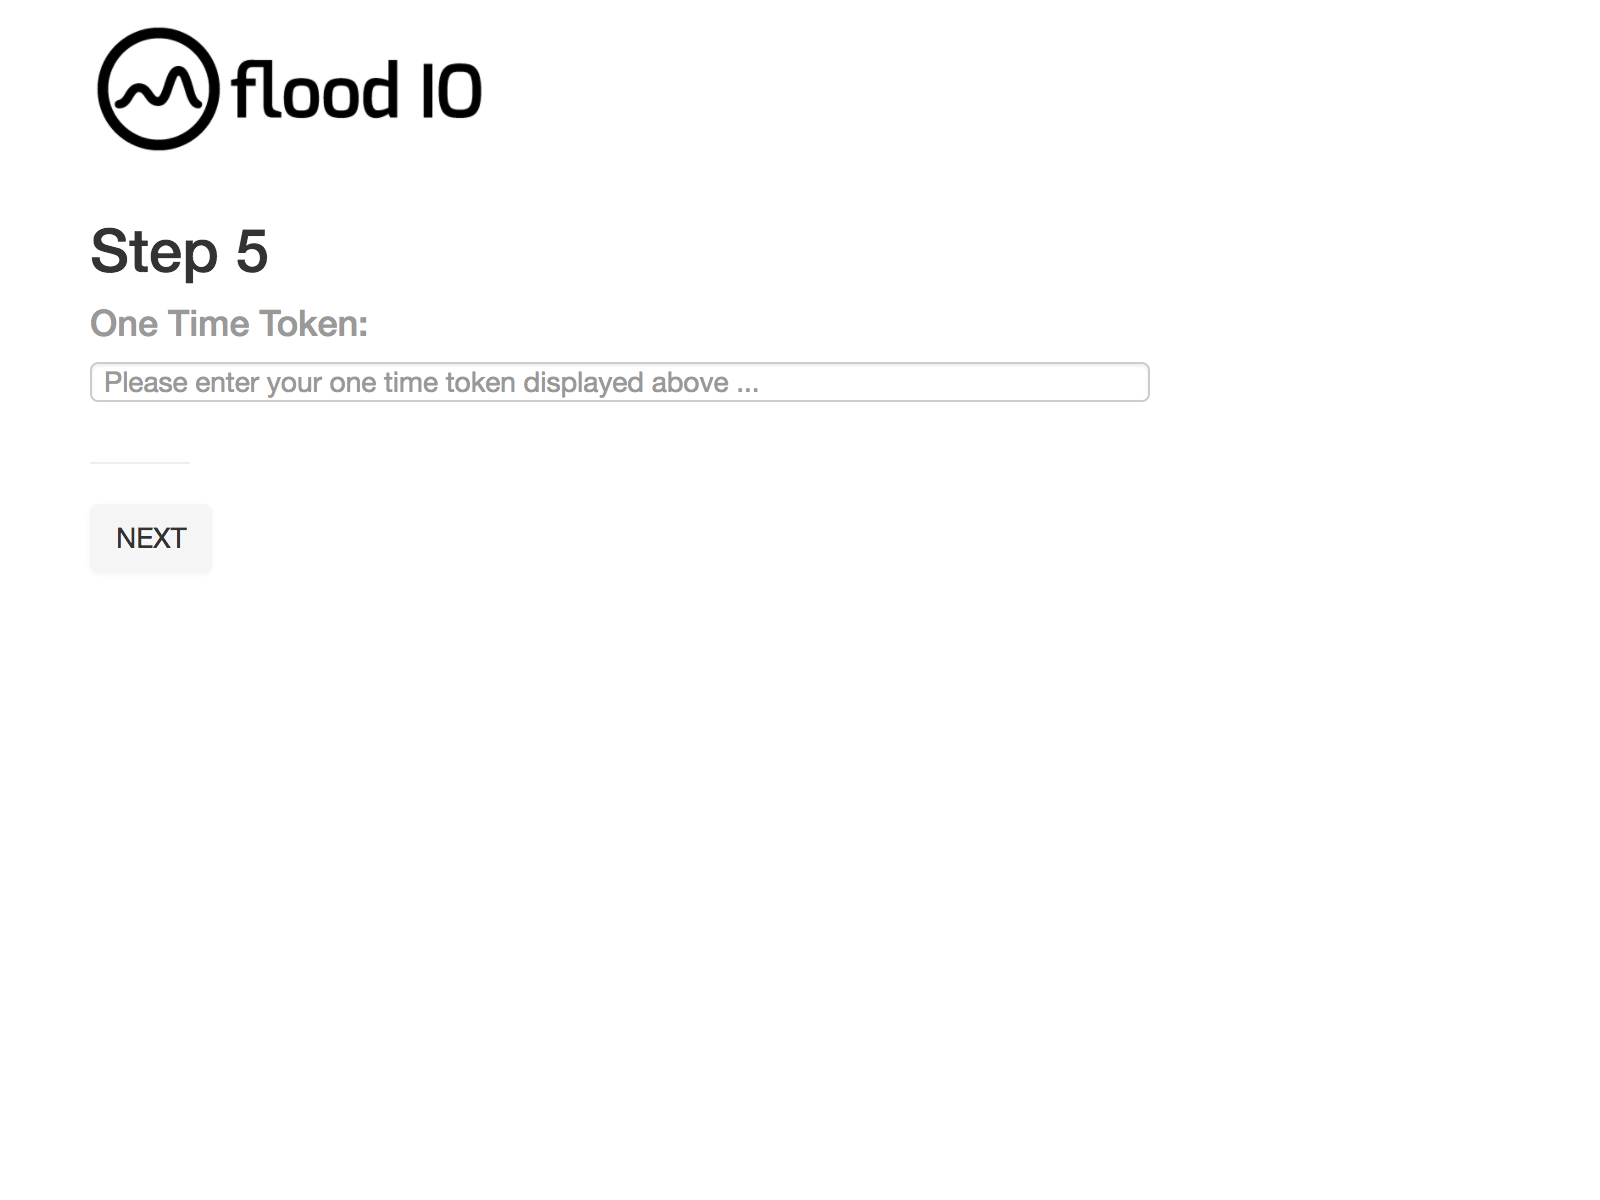 flood IO
Step 5
One Time Token:
Please enter your one time token displayed above ...
NEXT